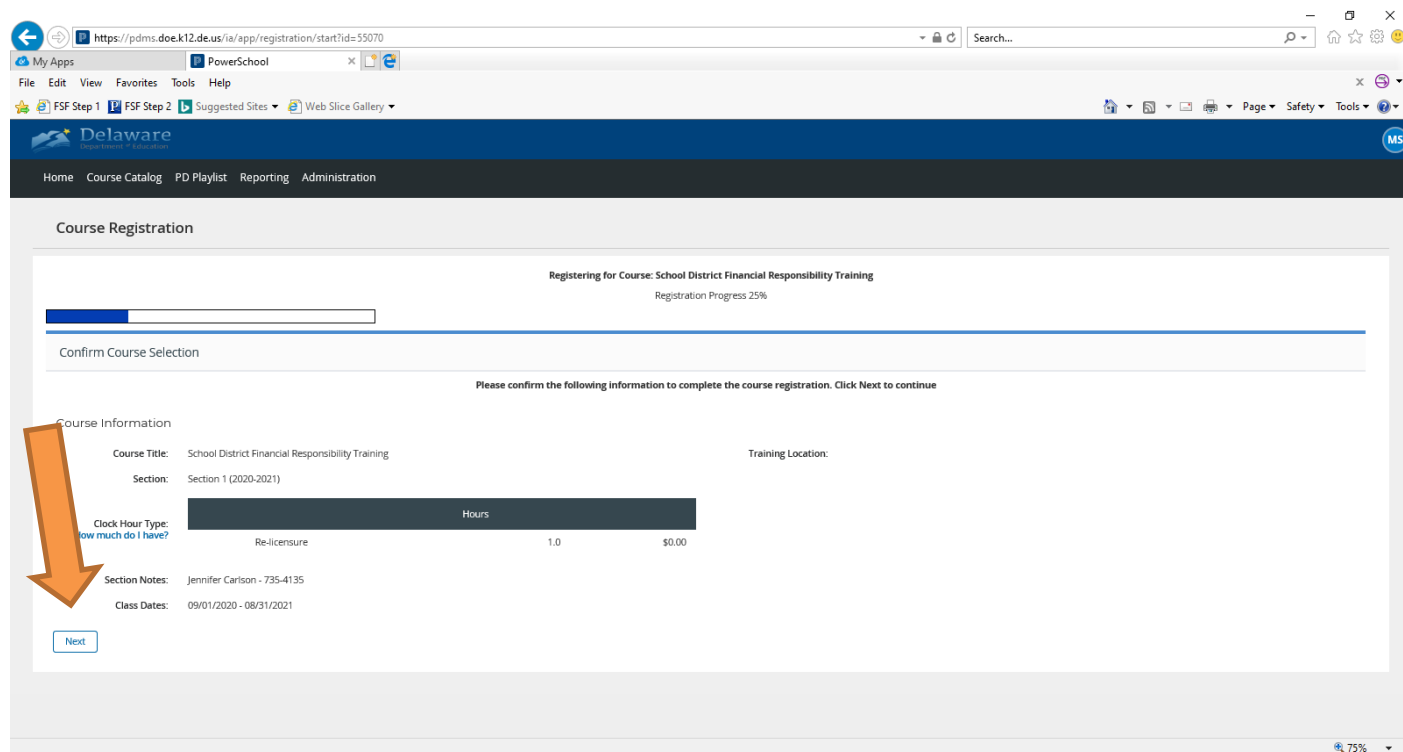 https://pdms.doe.k12.de.us/ia/app/registration/start?id=55070
Search...
My Apps
PowerSchool
File Edit View Favorites Tools Help
FSF Step 1 FSF Step 2 Suggested Sites Web Slice Gallery
Page Safety Tools
Delaware
Department of Education
MS
Home Course Catalog PD Playlist Reporting Administration
Course Registration
Registering for Course: School District Financial Responsibility Training
Registration Progress 25%
Confirm Course Selection
Please confirm the following information to complete the course registration. Click Next to continue
Course Information
Course Title: School District Financial Responsibility Training Training Location:
Section: Section 1 (2020-2021)
Hours
Clock Hour Type:
How much do I have?
Re-licensure 1.0 $0.00
Section Notes: Jennifer Carlson - 735-4135
Class Dates: 09/01/2020 - 08/31/2021
Next
75%